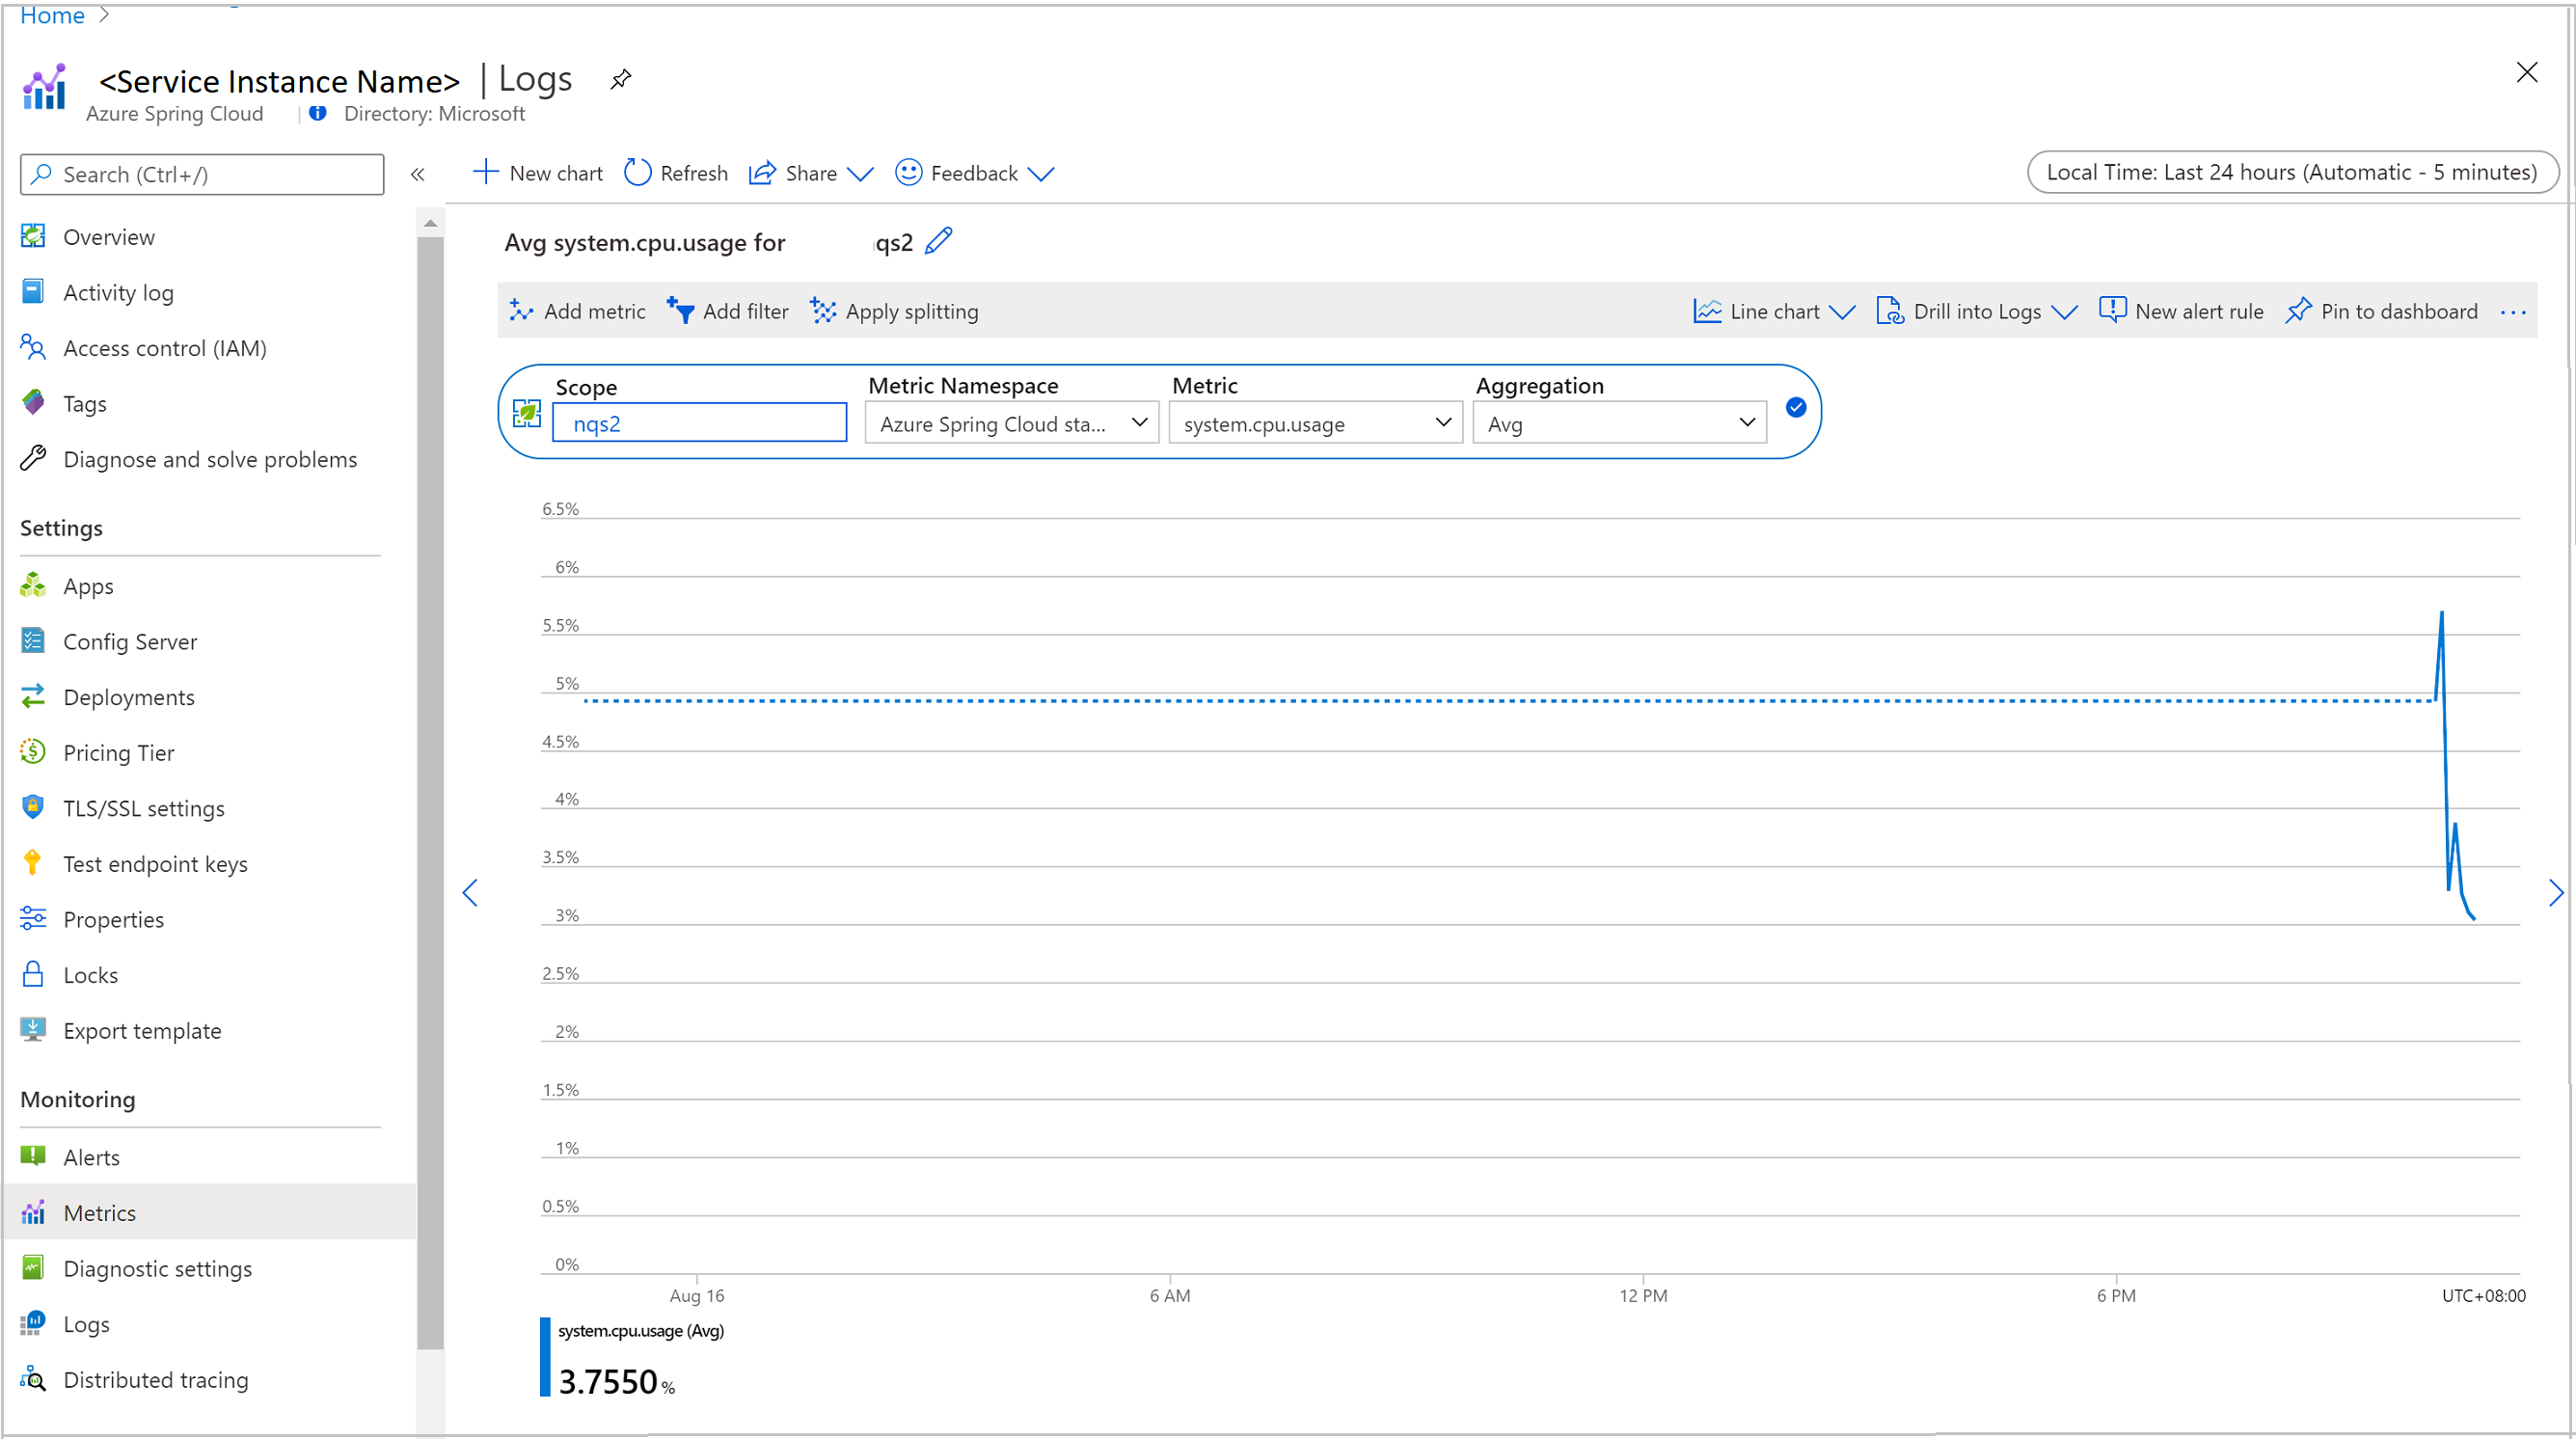 Home >
<Service Instance Name> | Logs
Azure Spring Cloud | Directory: Microsoft
Search (Ctrl+/)
«
New chart Refresh Share Feedback
Local Time: Last 24 hours (Automatic - 5 minutes)
Overview
Activity log
Access control (IAM)
Tags
Diagnose and solve problems
Settings
Apps
Config Server
Deployments
Pricing Tier
TLS/SSL settings
Test endpoint keys
Properties
Locks
Export template
Monitoring
Alerts
Metrics
Diagnostic settings
Logs
Distributed tracing
Avg system.cpu.usage for nqs2
Add metric Add filter Apply splitting
Line chart Drill into Logs New alert rule Pin to dashboard ...
Scope Metric Namespace Metric Aggregation
nqs2 Azure Spring Cloud sta... system.cpu.usage Avg
6.5%
6%
5.5%
5%
4.5%
4%
3.5%
3%
2.5%
2%
1.5%
1%
0.5%
0%
Aug 16 6 AM 12 PM 6 PM UTC+08:00
system.cpu.usage (Avg)
3.7550 %